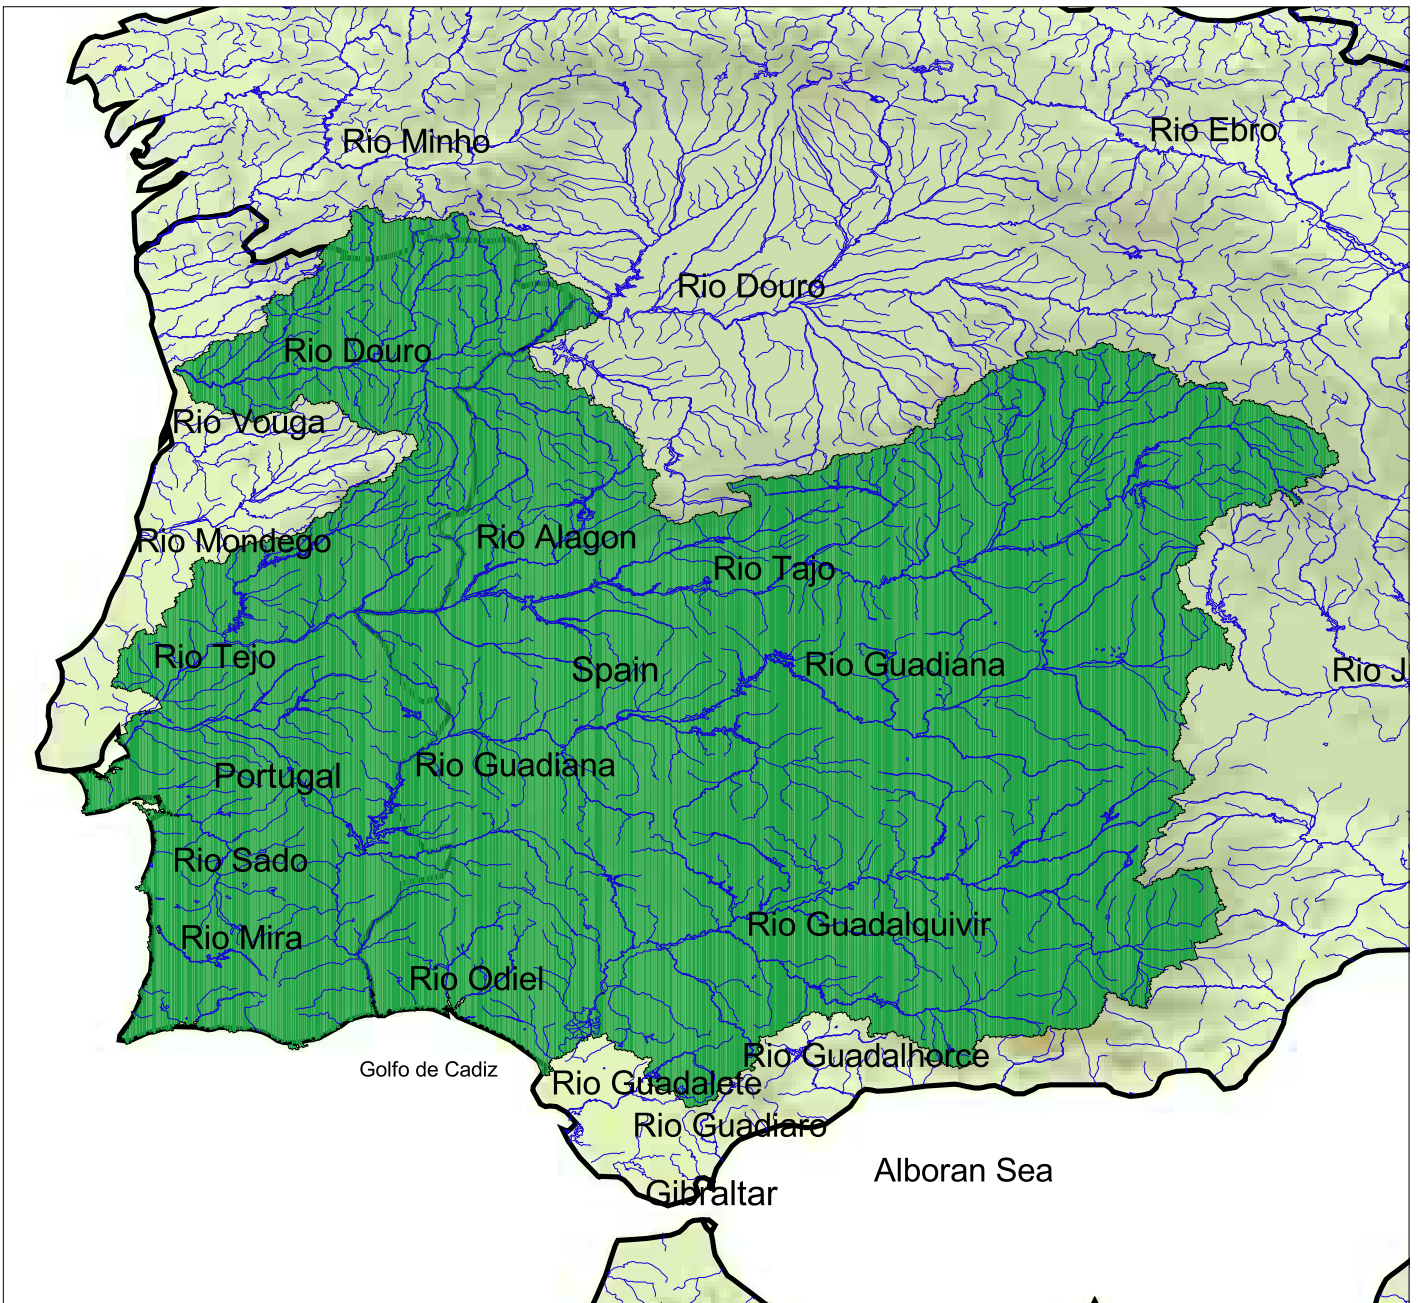 Rio Ebro
Rio Minho
Rio Douro
Rio Douro
Rio Vouga
Rio Alagon
Rio Mondego
Rio Tajo
Rio Tejo
Spain
Rio Guadiana
Rio J
Rio Guadiana
Portugal
Rio Sado
Rio Guadalquivir
Rio Mira
Rio Odiel
Rio Guadalhorce
Golfo de Cadiz
Rio Guadalete
Rio Guadiaro
Alboran Sea
Gibraltar